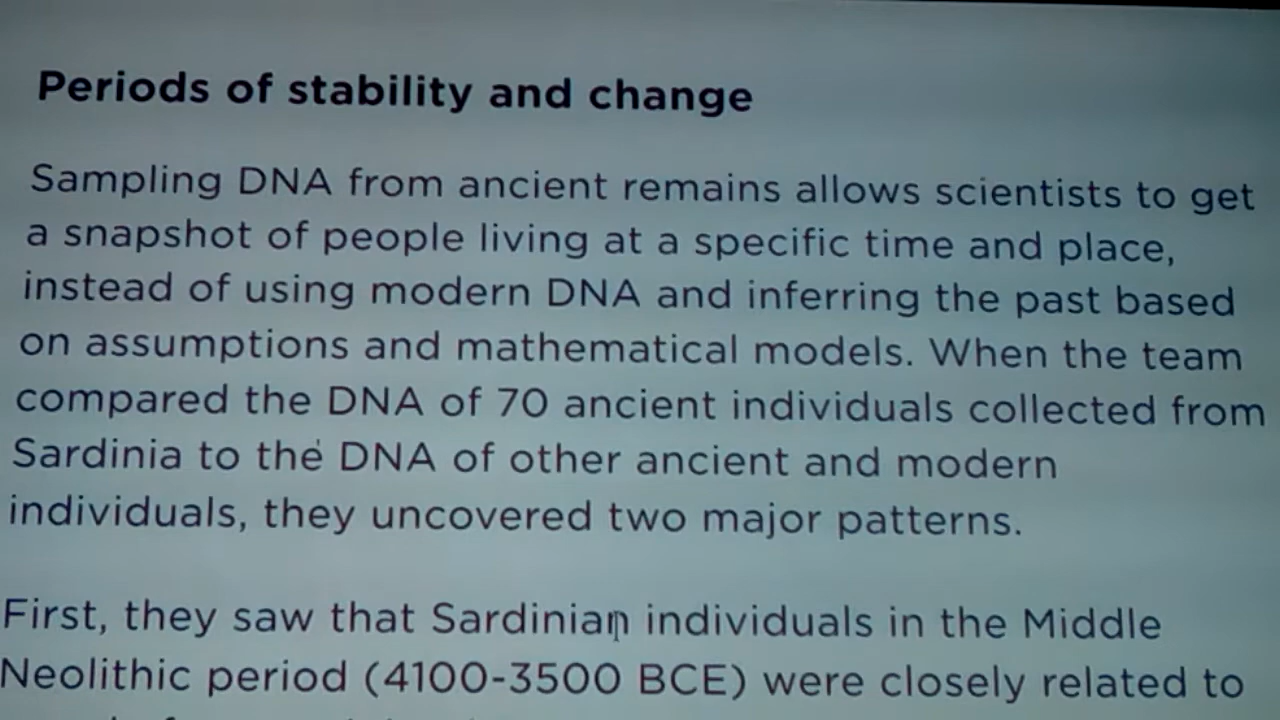 Periods of stability and change
Sampling DNA from ancient remains allows scientists to get
a snapshot of people living at a specific time and place,
instead of using modern DNA and inferring the past based
on assumptions and mathematical models. When the team
compared the DNA of 70 ancient individuals collected from
Sardinia to the DNA of other ancient and modern
individuals, they uncovered two major patterns.
First, they saw that Sardinian individuals in the Middle
Neolithic period (4100-3500 BCE) were closely related to